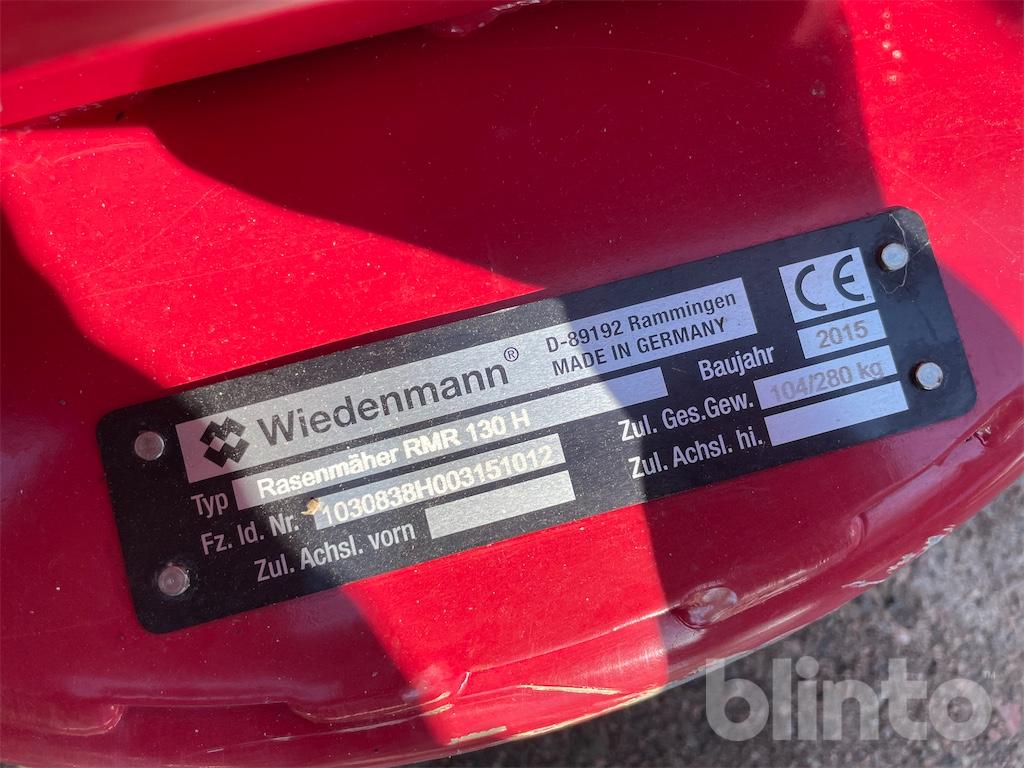 Wiedenmann®
D-89192 Rammingen
MADE IN GERMANY
CE
Typ Rasenmäher RMR 130 H
Baujahr 2015
Fz. Id. Nr. 1030838H003151012
Zul. Ges.Gew. 104/280 kg
Zul. Achsl. vorn
Zul. Achsl. hi.
blinto™